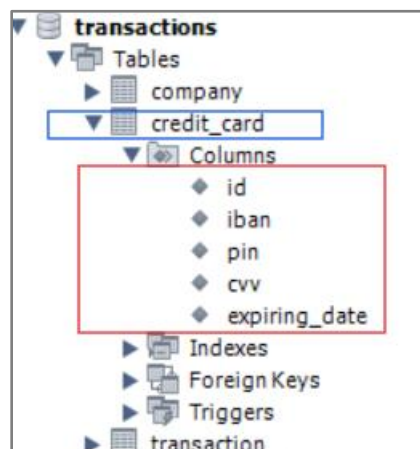 transactions
Tables
company
credit_card
Columns
id
iban
pin
cvv
expiring_date
Indexes
Foreign Keys
Triggers
transaction